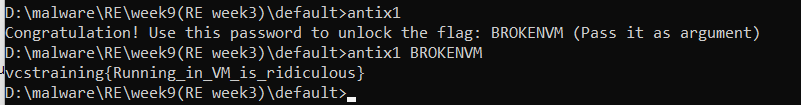 D:\malware\RE\week9(RE week3)\default>antix1
Congratulation! Use this password to unlock the flag: BROKENVM (Pass it as argument)
D:\malware\RE\week9(RE week3)\default>antix1 BROKENVM
vcstraining{Running_in_VM_is_ridiculous}
D:\malware\RE\week9(RE week3)\default>